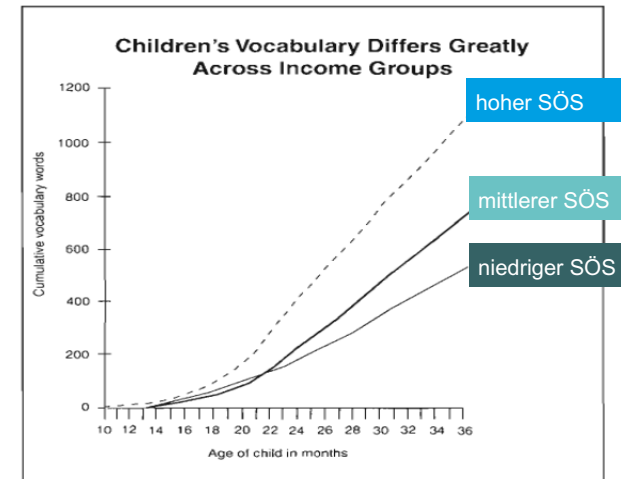 Children's Vocabulary Differs Greatly
Across Income Groups
1200
1000
800
600
400
200
0
Cumulative vocabulary words
hoher SÖS
mittlerer SÖS
niedriger SÖS
10 12 14 16 18 20 22 24 26 28 30 32 34 36
Age of child in months